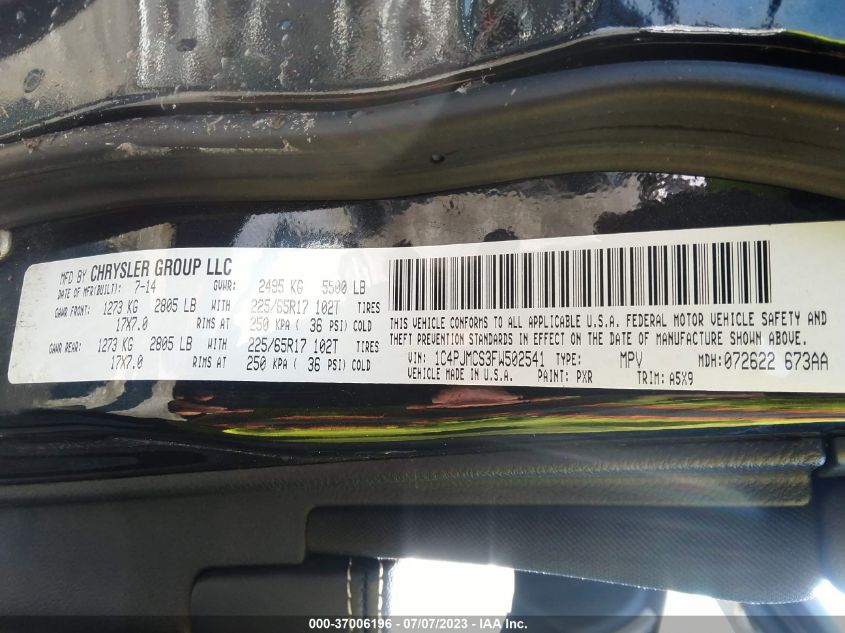 MFD BY CHRYSLER GROUP LLC
DATE OF MFR(BUILT): 7-14 GVWR: 2495 KG 5500 LB
GAWR FRONT: 1273 KG 2805 LB WITH 225/65R17 102T TIRES
17X7.0 RIMS AT 250 KPA ( 36 PSI) COLD
GAWR REAR: 1273 KG 2805 LB WITH 225/65R17 102T TIRES
17X7.0 RIMS AT 250 KPA ( 36 PSI) COLD
THIS VEHICLE CONFORMS TO ALL APPLICABLE U.S.A. FEDERAL MOTOR VEHICLE SAFETY AND
THEFT PREVENTION STANDARDS IN EFFECT ON THE DATE OF MANUFACTURE SHOWN ABOVE.
VIN: 1C4PJMCS3FW502541 TYPE: MPV MDH: 072622 673AA
VEHICLE MADE IN U.S.A. PAINT: PXR TRIM: A5X9
000-37006196 - 07/07/2023 - IAA Inc.